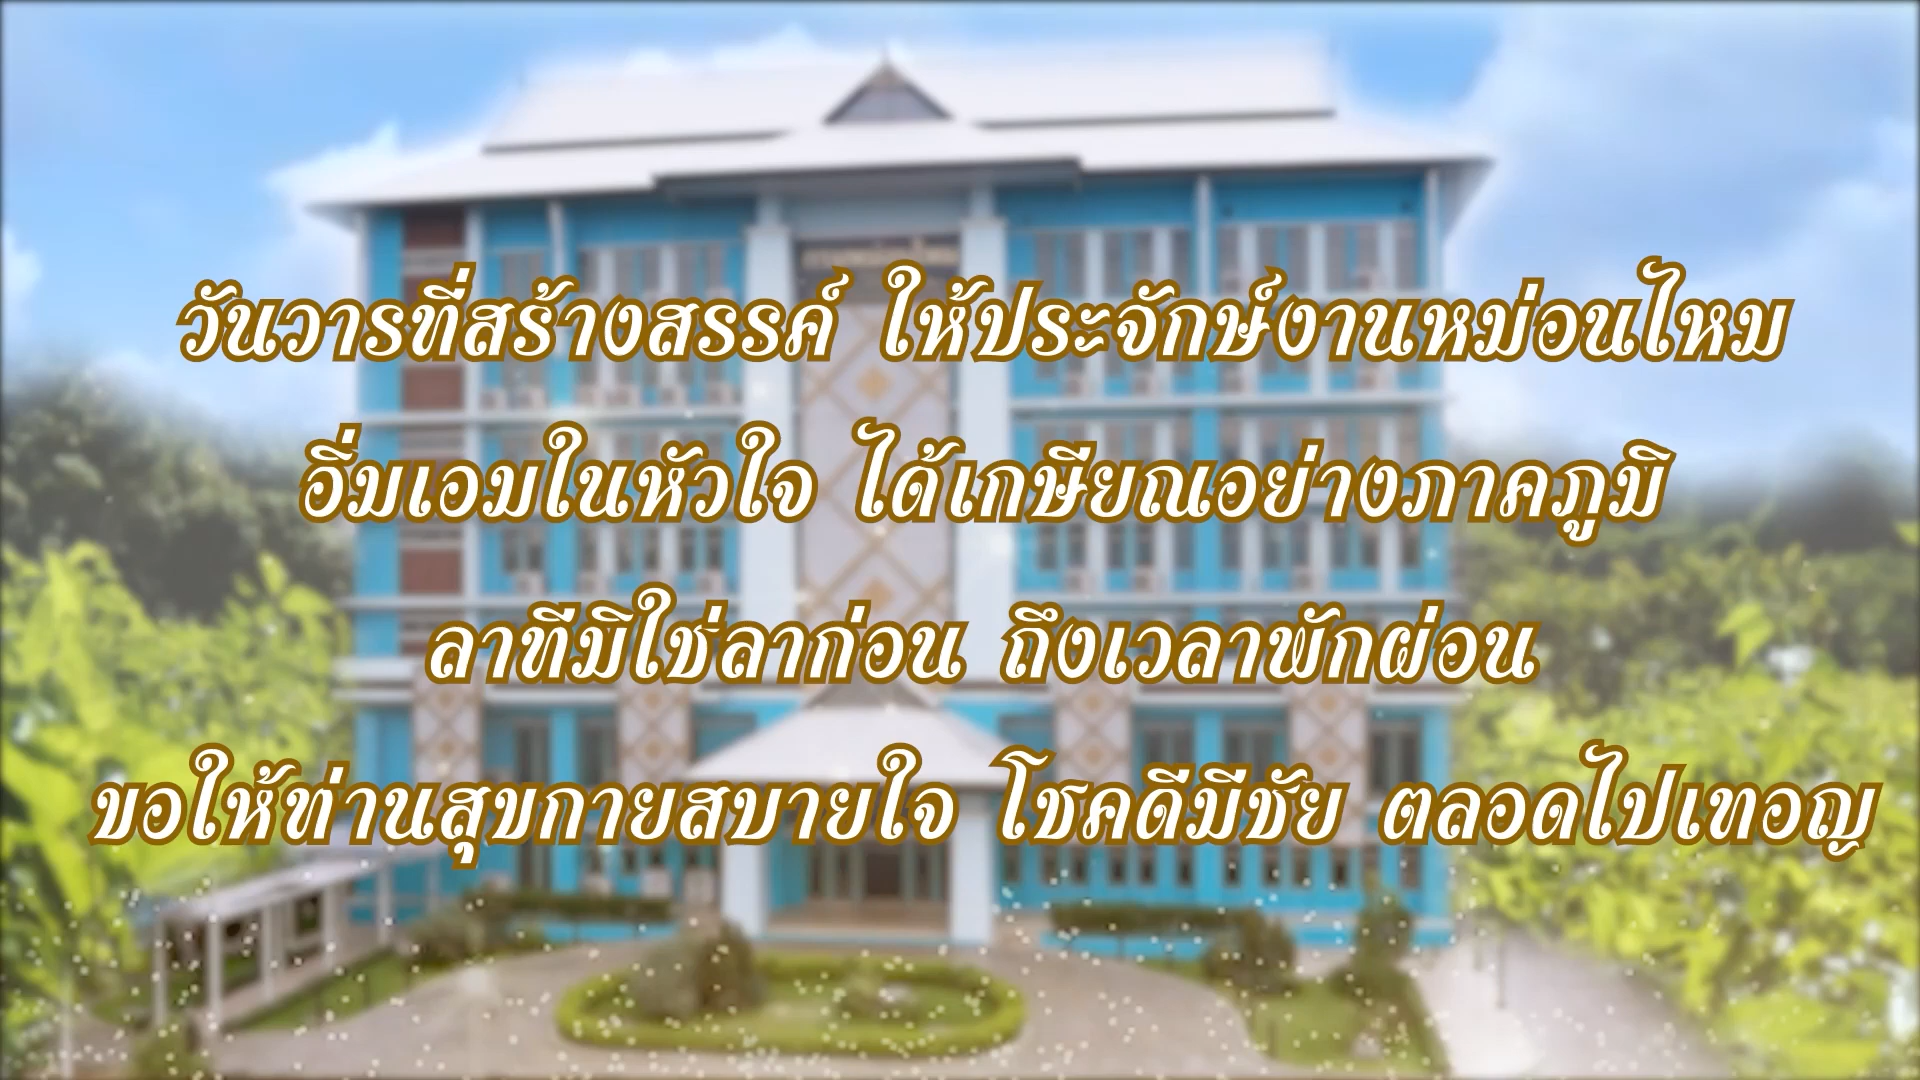 วันวารที่สร้างสรรค์ ให้ประจักษ์งานหม่อนไหม
อิ่มเอมในหัวใจ ได้เกษียณอย่างภาคภูมิ
ลาทีมิใช่ลาก่อน ถึงเวลาพักผ่อน
ขอให้ท่านสุขกายสบายใจ โชคดีมีชัย ตลอดไปเทอญ